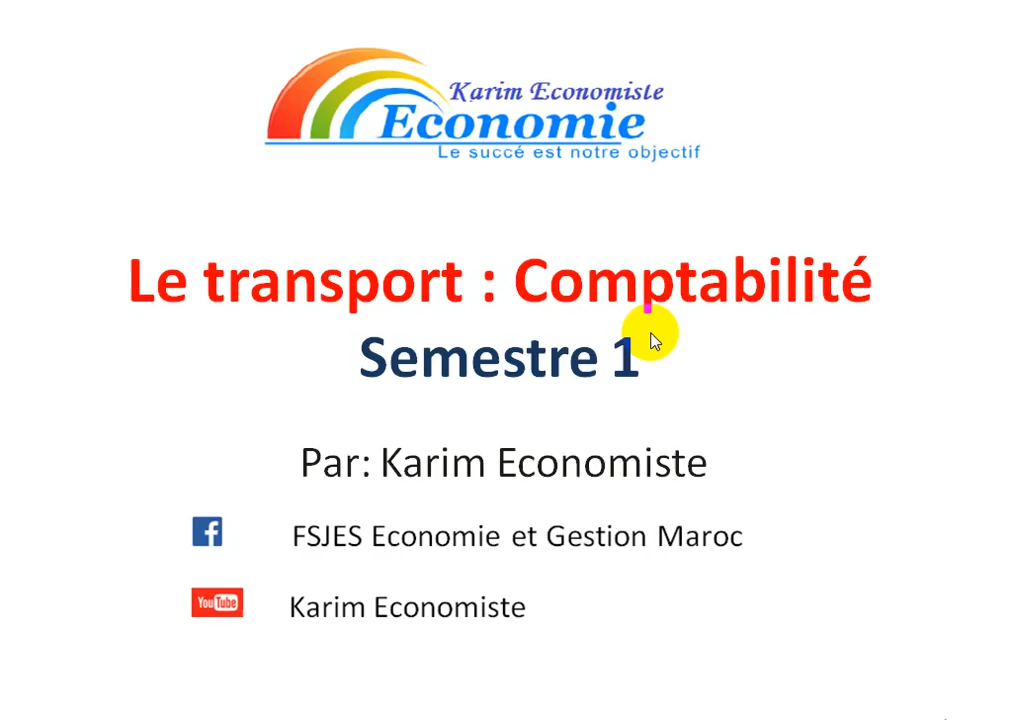 Karim Economiste
Economie
Le succé est notre objectif
Le transport : Comptabilité
Semestre 1
Par: Karim Economiste
FSJES Economie et Gestion Maroc
YouTube
Karim Economiste